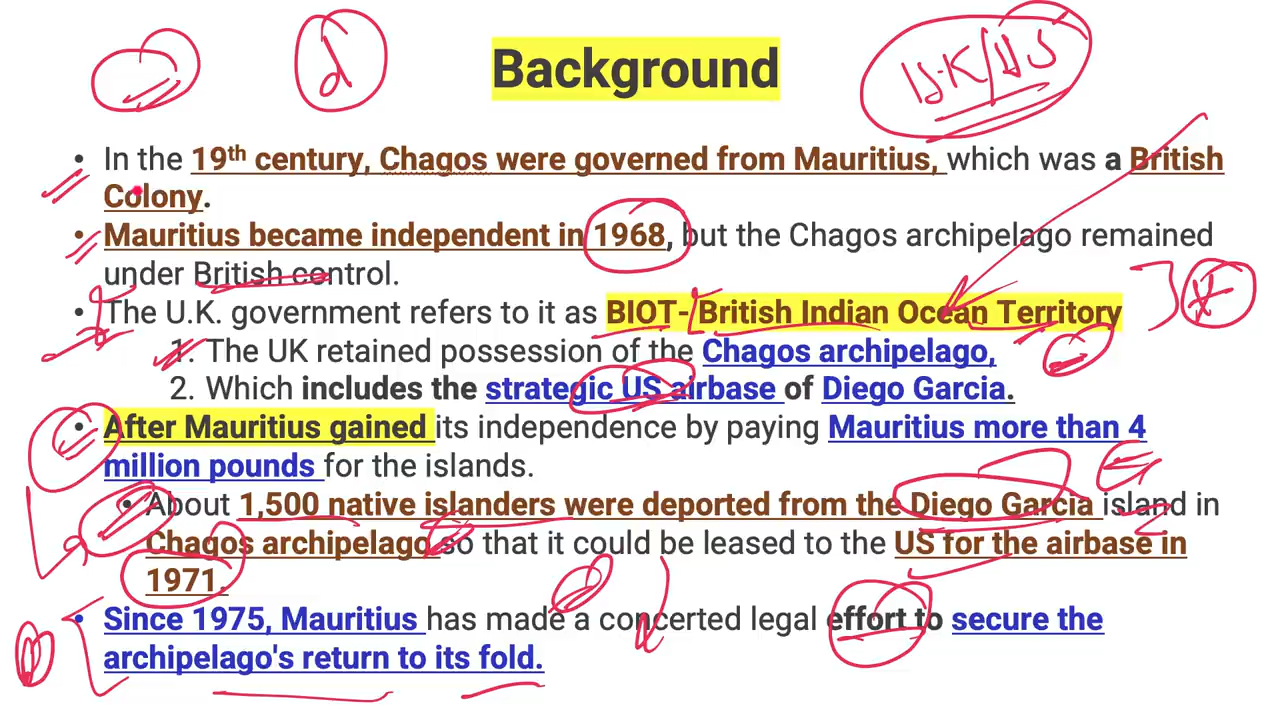 d
Background
U.K/US
• In the 19th century, Chagos were governed from Mauritius, which was a British
Colony.
• Mauritius became independent in 1968, but the Chagos archipelago remained
under British control.
• The U.K. government refers to it as BIOT- British Indian Ocean Territory
1. The UK retained possession of the Chagos archipelago,
2. Which includes the strategic US airbase of Diego Garcia.
• After Mauritius gained its independence by paying Mauritius more than 4
million pounds for the islands.
• About 1,500 native islanders were deported from the Diego Garcia island in
Chagos archipelago so that it could be leased to the US for the airbase in
1971.
• Since 1975, Mauritius has made a concerted legal effort to secure the
archipelago's return to its fold.